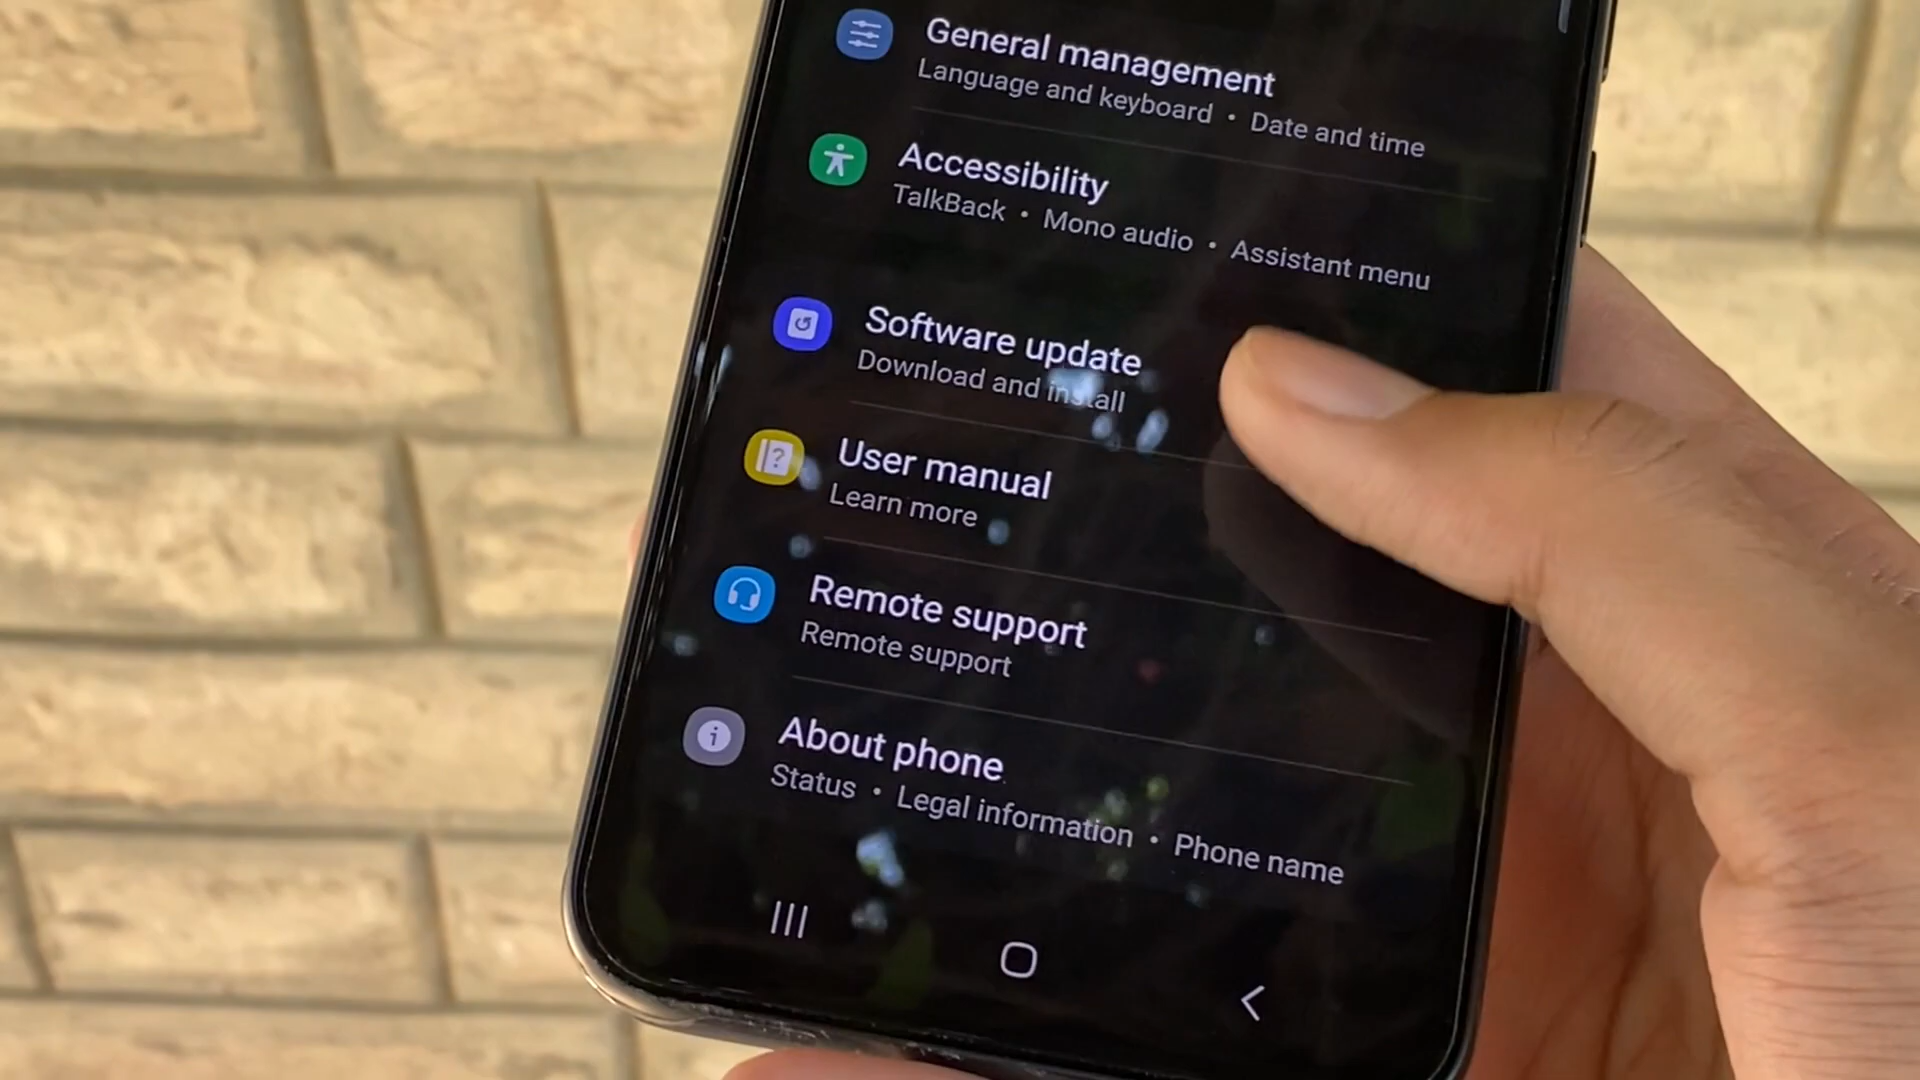 General management
Language and keyboard • Date and time
Accessibility
TalkBack • Mono audio • Assistant menu
Software update
Download and install
User manual
Learn more
Remote support
Remote support
About phone
Status • Legal information • Phone name